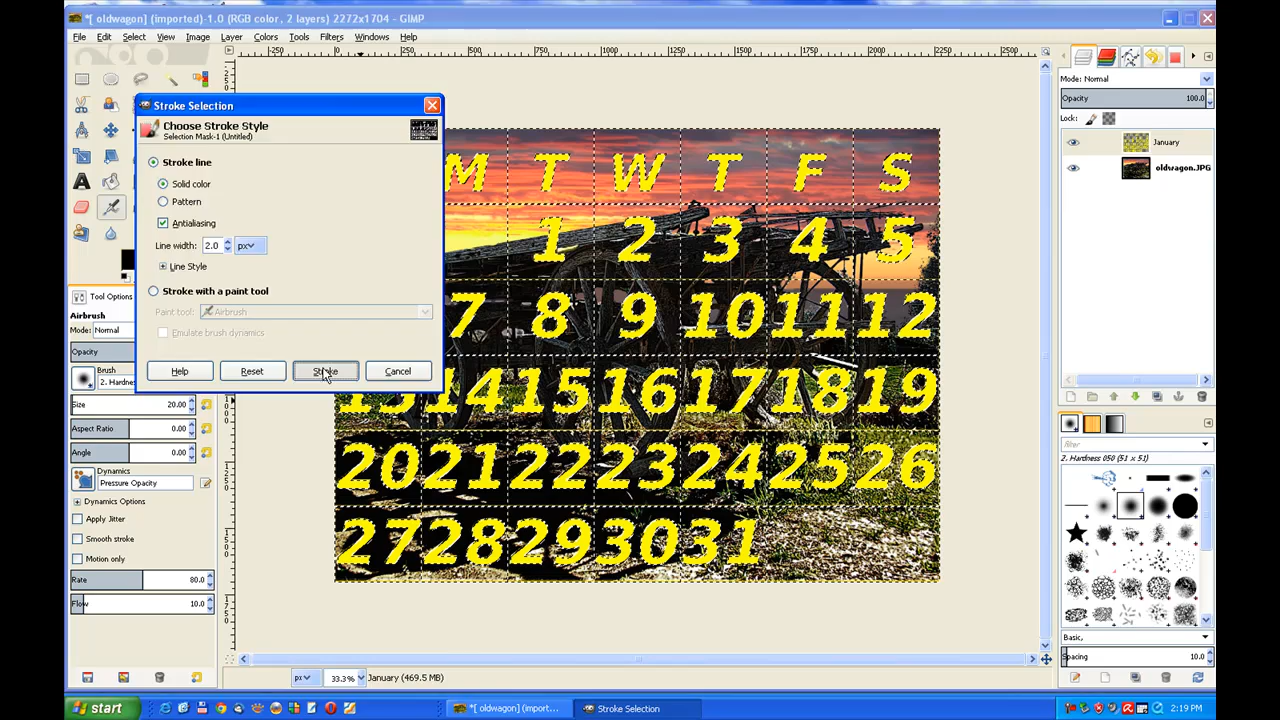 *[ oldwagon] (imported)-1.0 (RGB color, 2 layers) 2272x1704 - GIMP
File Edit Select View Image Layer Colors Tools Filters Windows Help
Stroke Selection
Choose Stroke Style
Selection Mask-1 (Untitled)
Stroke line
Solid color
Pattern
Antialiasing
Line width: 2.0 px
Line Style
Stroke with a paint tool
Paint tool: Airbrush
Emulate brush dynamics
Help Reset Stroke Cancel
M T W T F S
1 2 3 4 5
7 8 9 10 11 12
13 14 15 16 17 18 19
20 21 22 23 24 25 26
27 28 29 30 31
Tool Options
Airbrush
Mode: Normal
Opacity
Brush
2. Hardness
Size 20.00
Aspect Ratio 0.00
Angle 0.00
Dynamics
Pressure Opacity
Dynamics Options
Apply Jitter
Smooth stroke
Motion only
Rate 80.0
Flow 10.0
Mode: Normal
Opacity 100.0
Lock:
January
oldwagon.JPG
filter
2. Hardness 050 (51 x 51)
Basic,
Spacing 10.0
px 33.3% January (469.5 MB)
start
*[ oldwagon] (import...
Stroke Selection
2:19 PM